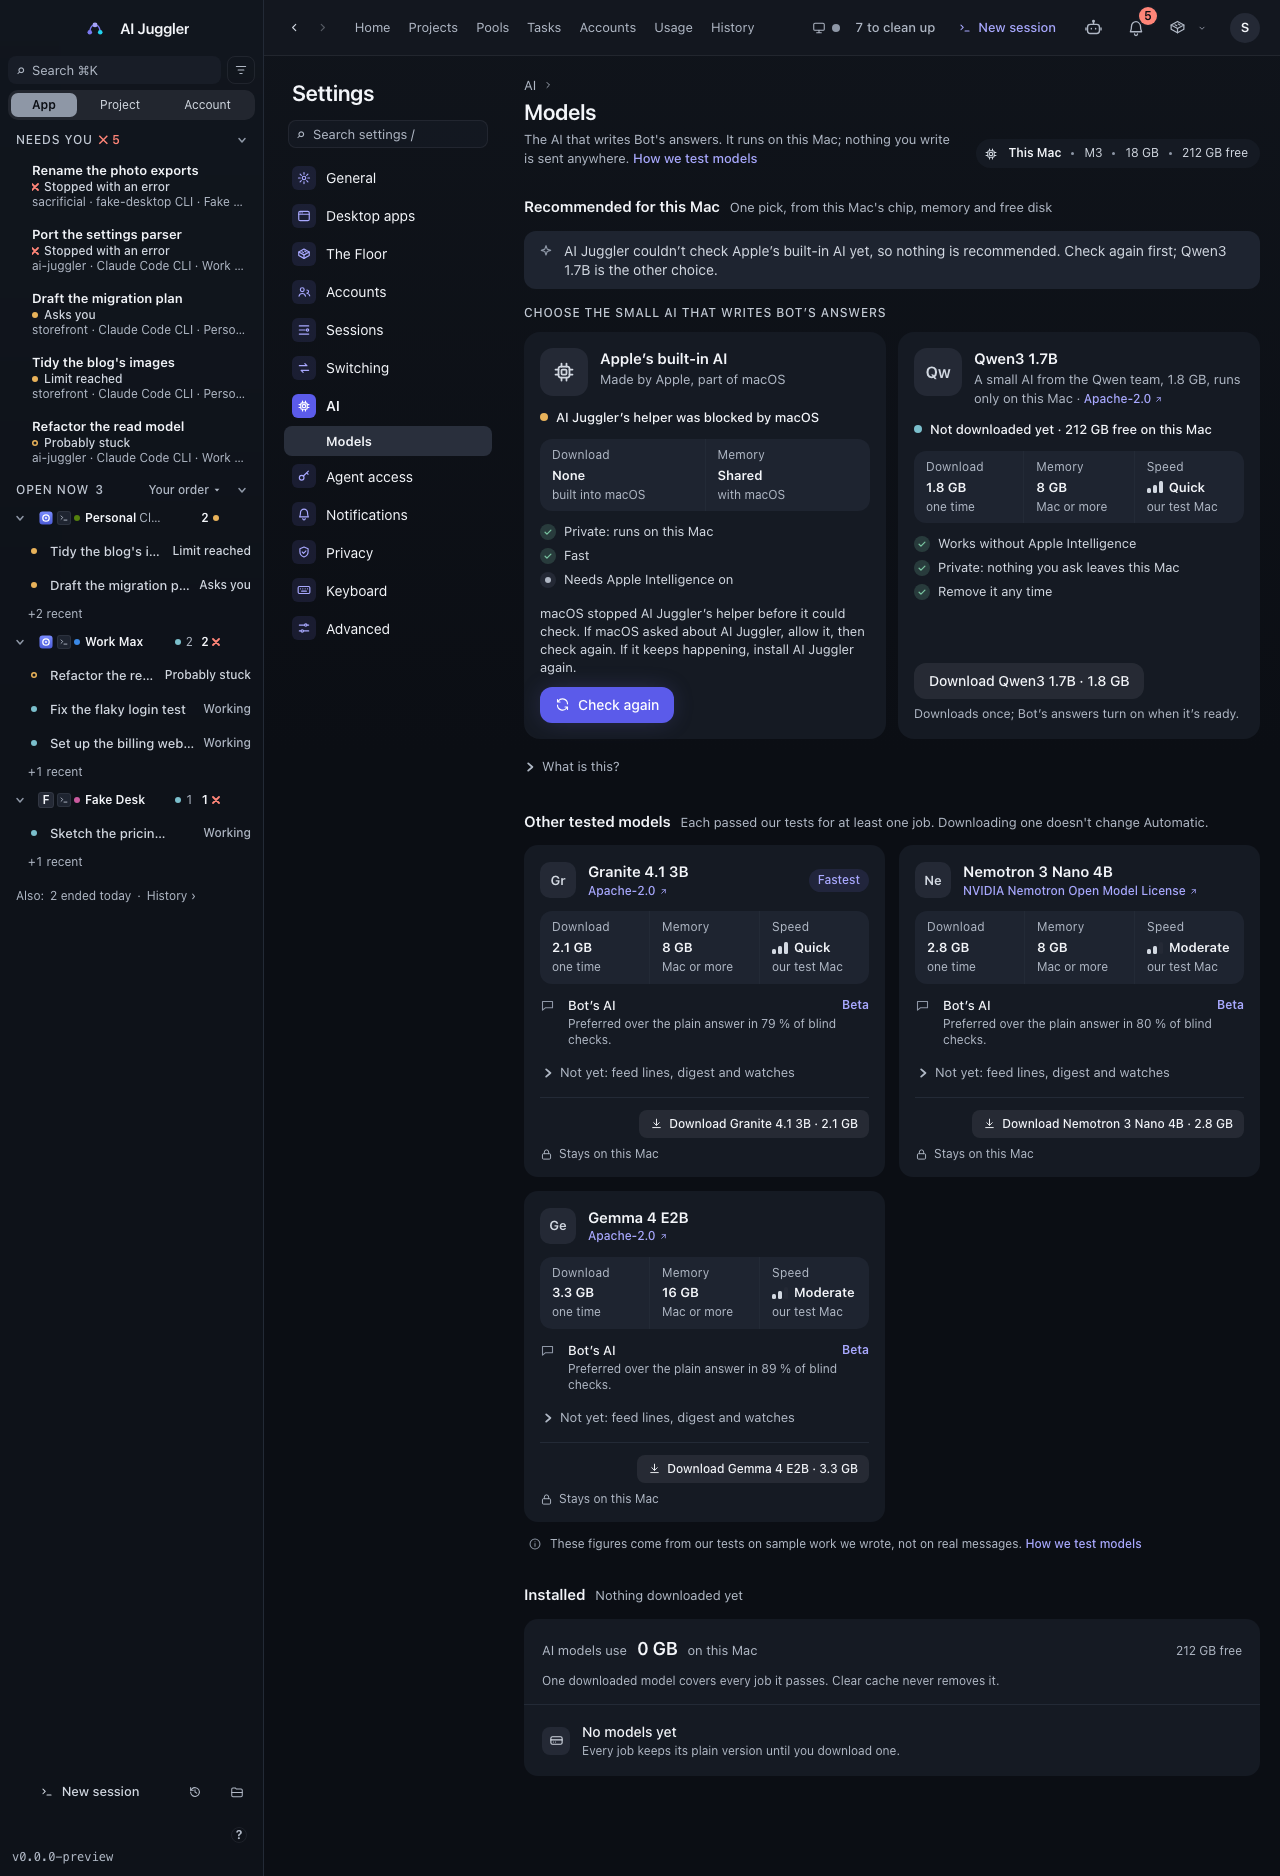 AI Juggler
Search ⌘K
App Project Account
NEEDS YOU 5
Rename the photo exports
Stopped with an error
sacrificial · fake-desktop CLI · Fake ...
Port the settings parser
Stopped with an error
ai-juggler · Claude Code CLI · Work ...
Draft the migration plan
Asks you
storefront · Claude Code CLI · Perso...
Tidy the blog's images
Limit reached
storefront · Claude Code CLI · Perso...
Refactor the read model
Probably stuck
ai-juggler · Claude Code CLI · Work ...
OPEN NOW 3 Your order
Personal Cl... 2
Tidy the blog's i... Limit reached
Draft the migration p... Asks you
+2 recent
Work Max 2 2
Refactor the re... Probably stuck
Fix the flaky login test Working
Set up the billing web... Working
+1 recent
F Fake Desk 1 1
Sketch the pricin... Working
+1 recent
Also: 2 ended today · History ›
New session
?
v0.0.0-preview
Home Projects Pools Tasks Accounts Usage History
7 to clean up New session 5 S
Settings
Search settings /
General
Desktop apps
The Floor
Accounts
Sessions
Switching
AI
Models
Agent access
Notifications
Privacy
Keyboard
Advanced
AI ›
Models
The AI that writes Bot's answers. It runs on this Mac; nothing you write
is sent anywhere. How we test models
This Mac • M3 • 18 GB • 212 GB free
Recommended for this Mac One pick, from this Mac's chip, memory and free disk
AI Juggler couldn't check Apple's built-in AI yet, so nothing is recommended. Check again first; Qwen3
1.7B is the other choice.
CHOOSE THE SMALL AI THAT WRITES BOT'S ANSWERS
Apple's built-in AI
Made by Apple, part of macOS
AI Juggler's helper was blocked by macOS
Download Memory
None Shared
built into macOS with macOS
Private: runs on this Mac
Fast
Needs Apple Intelligence on
macOS stopped AI Juggler's helper before it could
check. If macOS asked about AI Juggler, allow it, then
check again. If it keeps happening, install AI Juggler
again.
Check again
Qw
Qwen3 1.7B
A small AI from the Qwen team, 1.8 GB, runs
only on this Mac · Apache-2.0 ↗
Not downloaded yet · 212 GB free on this Mac
Download Memory Speed
1.8 GB 8 GB Quick
one time Mac or more our test Mac
Works without Apple Intelligence
Private: nothing you ask leaves this Mac
Remove it any time
Download Qwen3 1.7B · 1.8 GB
Downloads once; Bot's answers turn on when it's ready.
What is this?
Other tested models Each passed our tests for at least one job. Downloading one doesn't change Automatic.
Gr
Granite 4.1 3B
Apache-2.0 ↗
Fastest
Download Memory Speed
2.1 GB 8 GB Quick
one time Mac or more our test Mac
Bot's AI Beta
Preferred over the plain answer in 79 % of blind
checks.
Not yet: feed lines, digest and watches
Download Granite 4.1 3B · 2.1 GB
Stays on this Mac
Ne
Nemotron 3 Nano 4B
NVIDIA Nemotron Open Model License ↗
Download Memory Speed
2.8 GB 8 GB Moderate
one time Mac or more our test Mac
Bot's AI Beta
Preferred over the plain answer in 80 % of blind
checks.
Not yet: feed lines, digest and watches
Download Nemotron 3 Nano 4B · 2.8 GB
Stays on this Mac
Ge
Gemma 4 E2B
Apache-2.0 ↗
Download Memory Speed
3.3 GB 16 GB Moderate
one time Mac or more our test Mac
Bot's AI Beta
Preferred over the plain answer in 89 % of blind
checks.
Not yet: feed lines, digest and watches
Download Gemma 4 E2B · 3.3 GB
Stays on this Mac
These figures come from our tests on sample work we wrote, not on real messages. How we test models
Installed Nothing downloaded yet
AI models use 0 GB on this Mac 212 GB free
One downloaded model covers every job it passes. Clear cache never removes it.
No models yet
Every job keeps its plain version until you download one.